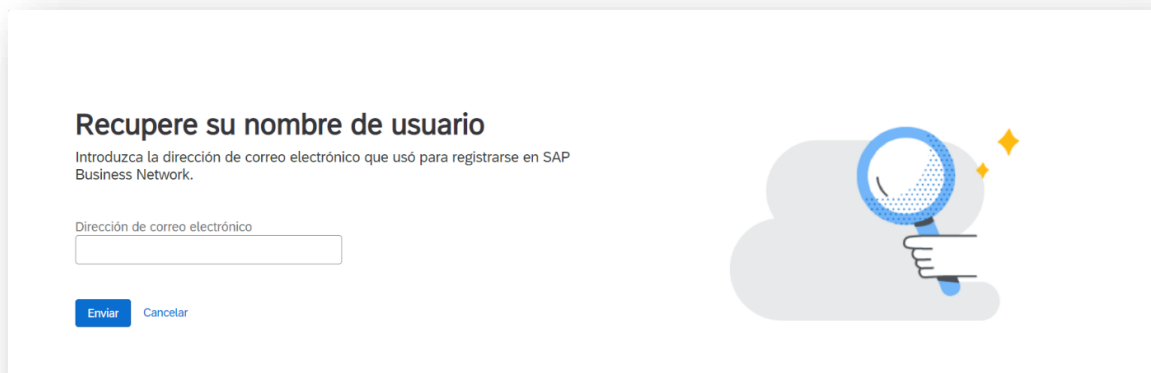 Recupere su nombre de usuario
Introduzca la dirección de correo electrónico que usó para registrarse en SAP
Business Network.
Dirección de correo electrónico
Enviar Cancelar